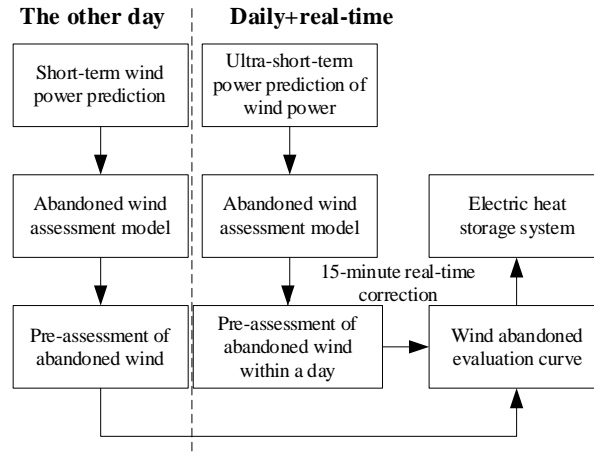 The other day
Daily+real-time
Short-term wind
power prediction
Ultra-short-term
power prediction of
wind power
Abandoned wind
assessment model
Abandoned wind
assessment model
Electric heat
storage system
15-minute real-time
correction
Pre-assessment of
abandoned wind
Pre-assessment of
abandoned wind
within a day
Wind abandoned
evaluation curve